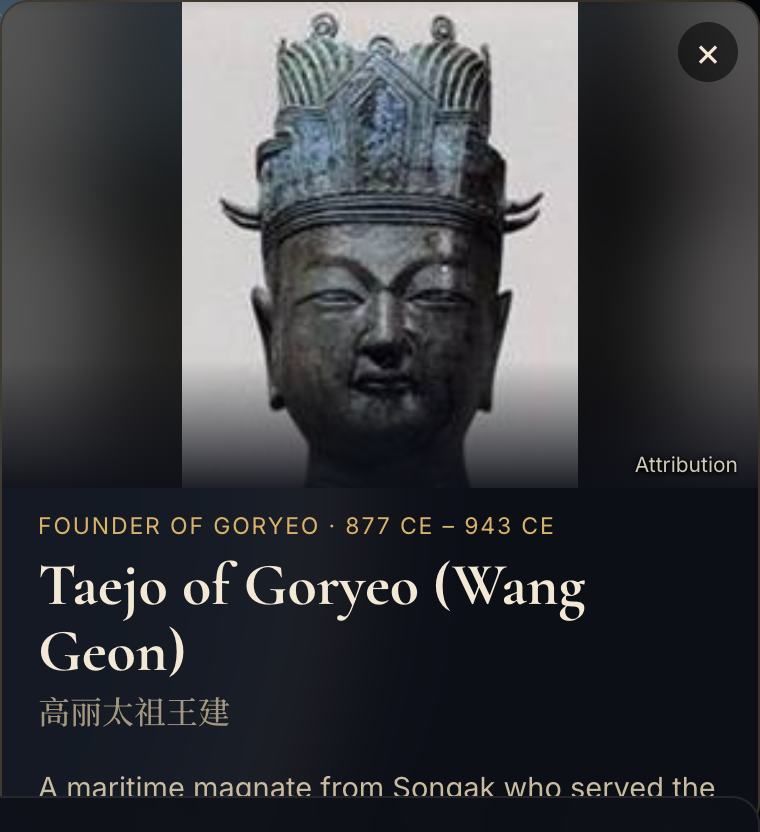 Attribution
FOUNDER OF GORYEO · 877 CE – 943 CE
Taejo of Goryeo (Wang
Geon)
高丽太祖王建
A maritime magnate from Songak who served the